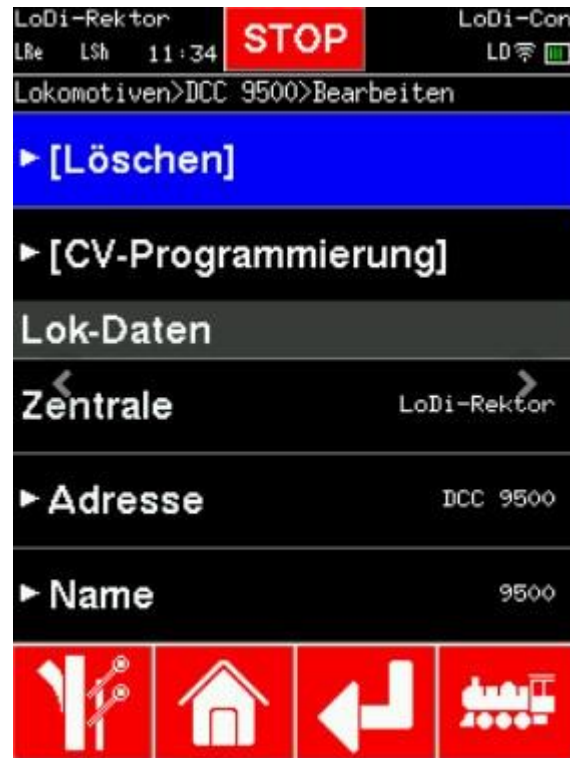 LoDi-Rektor STOP LoDi-Con
LRe LSh 11:34 LD
Lokomotiven>DCC 9500>Bearbeiten
[Löschen]
[CV-Programmierung]
Lok-Daten
Zentrale LoDi-Rektor
Adresse DCC 9500
Name 9500